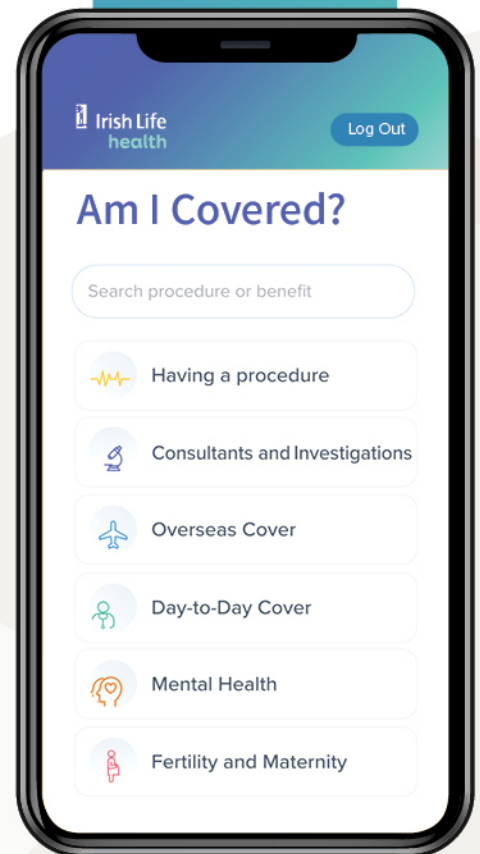 Irish Life
health
Log Out
Am I Covered?
Search procedure or benefit
Having a procedure
Consultants and Investigations
Overseas Cover
Day-to-Day Cover
Mental Health
Fertility and Maternity